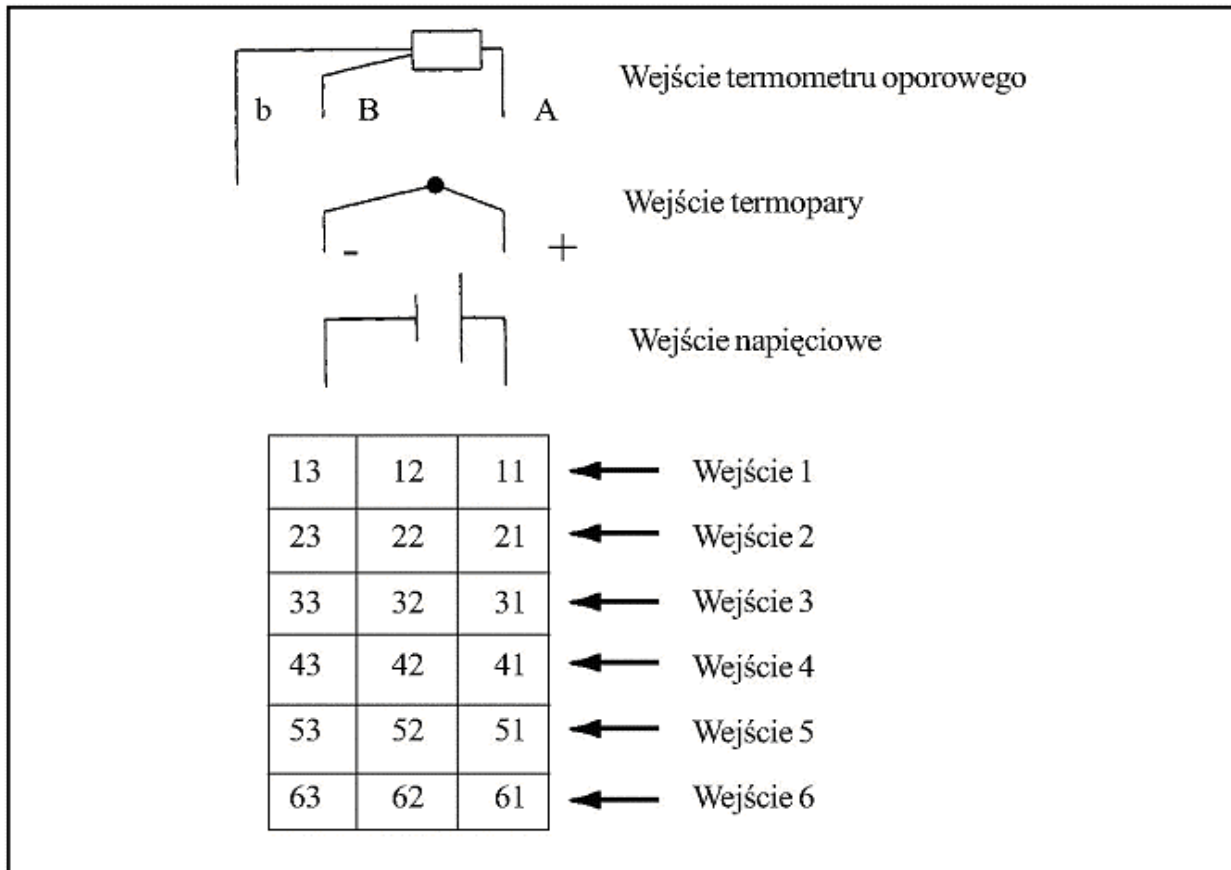 Wejście termometru oporowego
b B A
Wejście termopary
- +
Wejście napięciowe
13 12 11 Wejście 1
23 22 21 Wejście 2
33 32 31 Wejście 3
43 42 41 Wejście 4
53 52 51 Wejście 5
63 62 61 Wejście 6